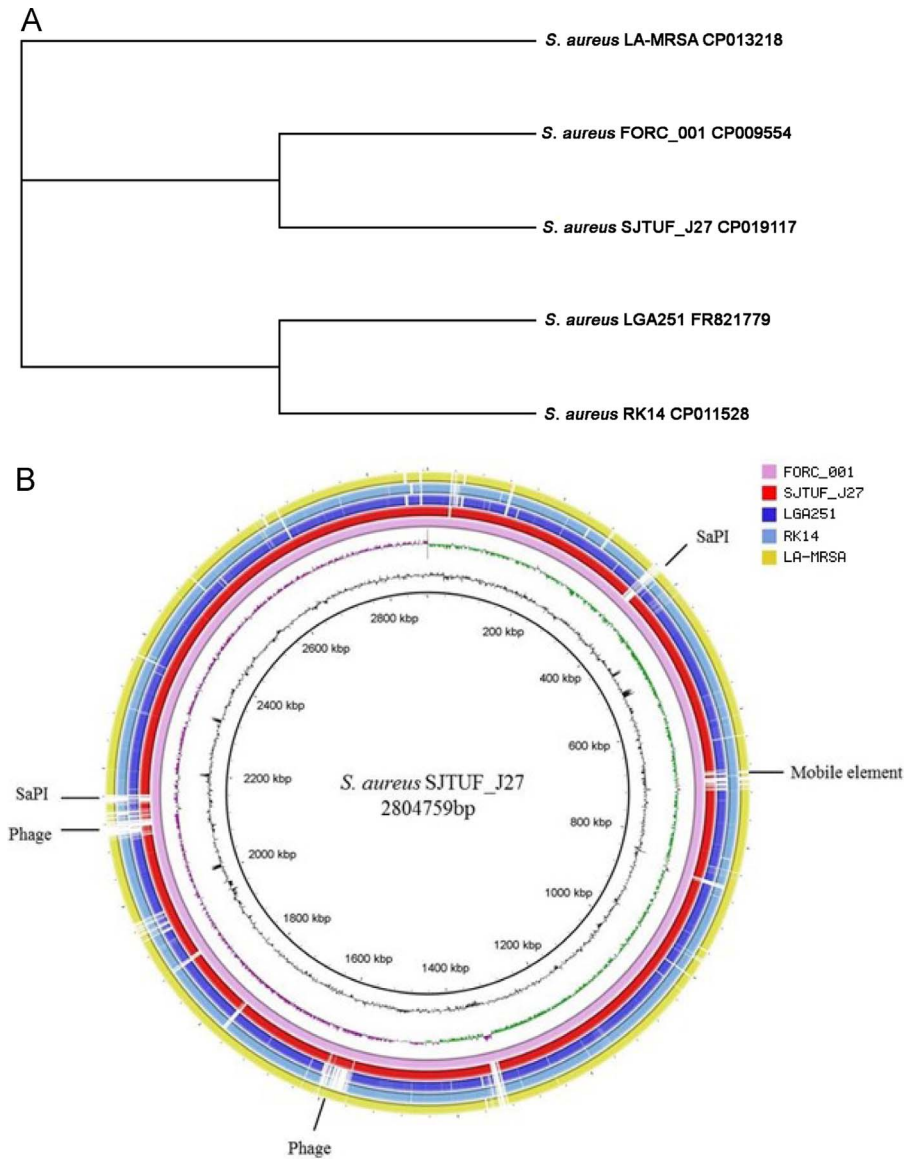 A
S. aureus LA-MRSA CP013218
S. aureus FORC_001 CP009554
S. aureus SJTUF_J27 CP019117
S. aureus LGA251 FR821779
S. aureus RK14 CP011528
B
FORC_001
SJTUF_J27
LGA251
RK14
LA-MRSA
SaPI
2800 kbp
200 kbp
2600 kbp
400 kbp
2400 kbp
600 kbp
Mobile element
2200 kbp
S. aureus SJTUF_J27
2804759bp
SaPI
800 kbp
Phage
2000 kbp
1000 kbp
1800 kbp
1200 kbp
1600 kbp
1400 kbp
Phage